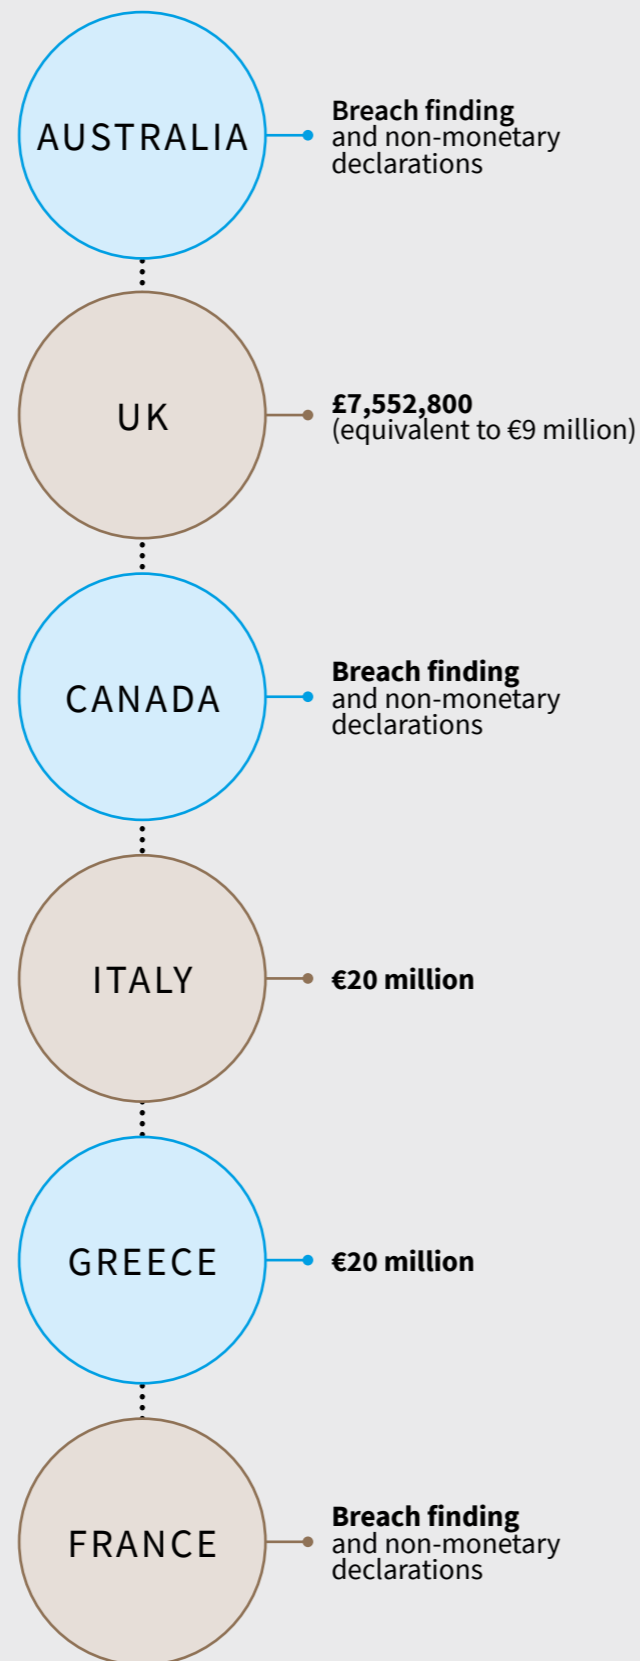 AUSTRALIA
Breach finding
and non-monetary
declarations
UK
£7,552,800
(equivalent to €9 million)
CANADA
Breach finding
and non-monetary
declarations
ITALY
€20 million
GREECE
€20 million
FRANCE
Breach finding
and non-monetary
declarations